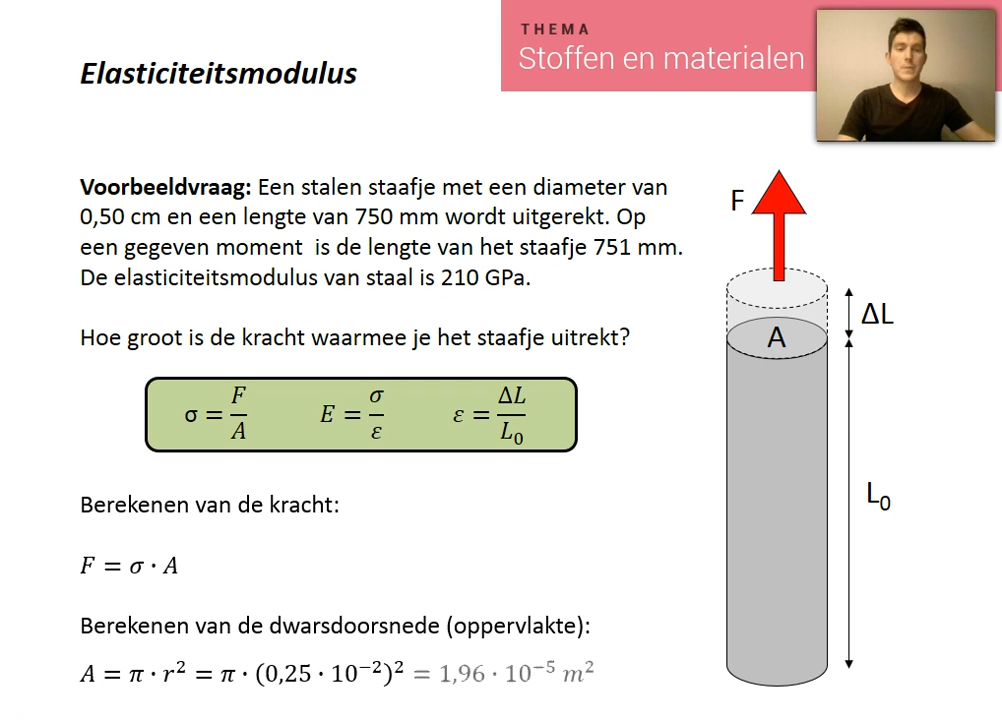 THEMA
Stoffen en materialen
Elasticiteitsmodulus
Voorbeeldvraag: Een stalen staafje met een diameter van
0,50 cm en een lengte van 750 mm wordt uitgerekt. Op
een gegeven moment is de lengte van het staafje 751 mm.
De elasticiteitsmodulus van staal is 210 GPa.
Hoe groot is de kracht waarmee je het staafje uitrekt?
σ = F/A E = σ/ε ε = ΔL/L₀
Berekenen van de kracht:
F = σ · A
Berekenen van de dwarsdoorsnede (oppervlakte):
A = π · r² = π · (0,25 · 10⁻²)² = 1,96 · 10⁻⁵ m²
F
ΔL
A
L₀